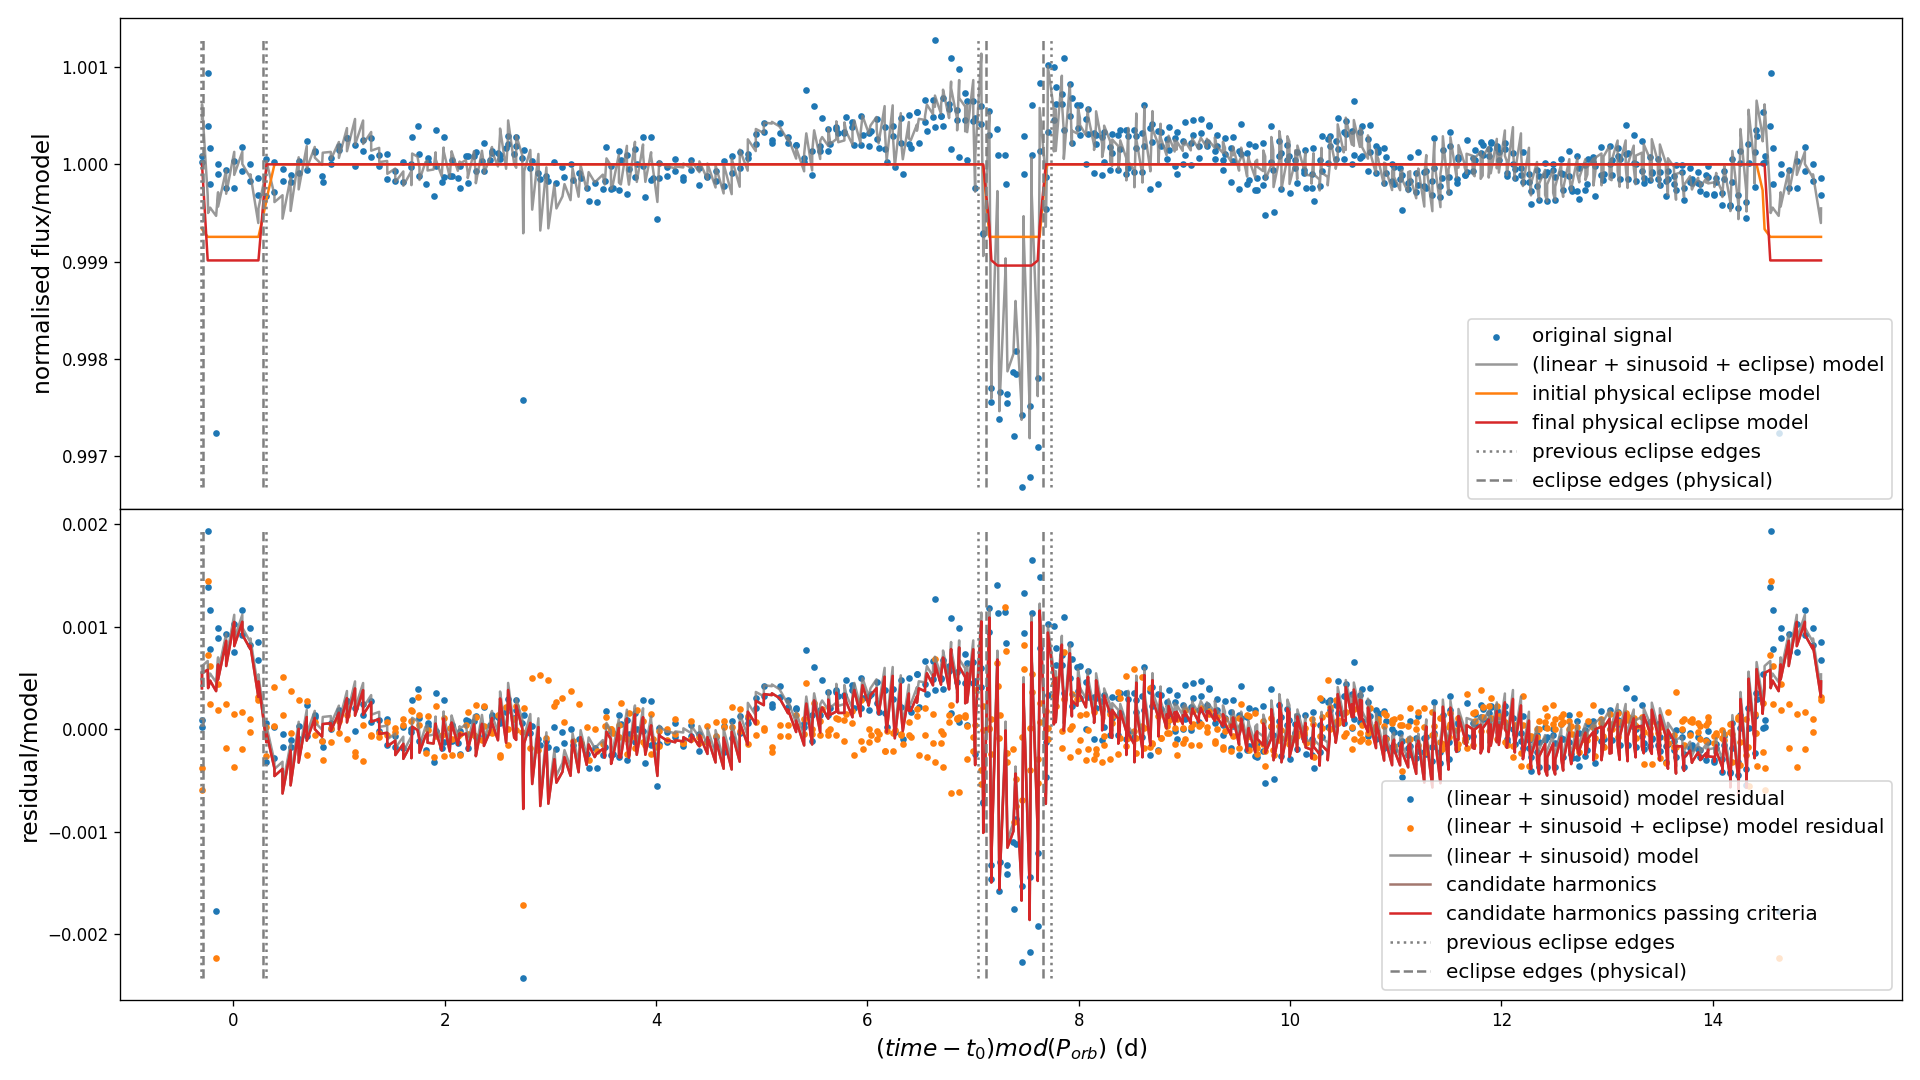 normalised flux/model
1.001
1.000
0.999
0.998
0.997
original signal
(linear + sinusoid + eclipse) model
initial physical eclipse model
final physical eclipse model
previous eclipse edges
eclipse edges (physical)
residual/model
0.002
0.001
0.000
−0.001
−0.002
(linear + sinusoid) model residual
(linear + sinusoid + eclipse) model residual
(linear + sinusoid) model
candidate harmonics
candidate harmonics passing criteria
previous eclipse edges
eclipse edges (physical)
0 2 4 6 8 10 12 14
(time − t₀)mod(P_orb) (d)